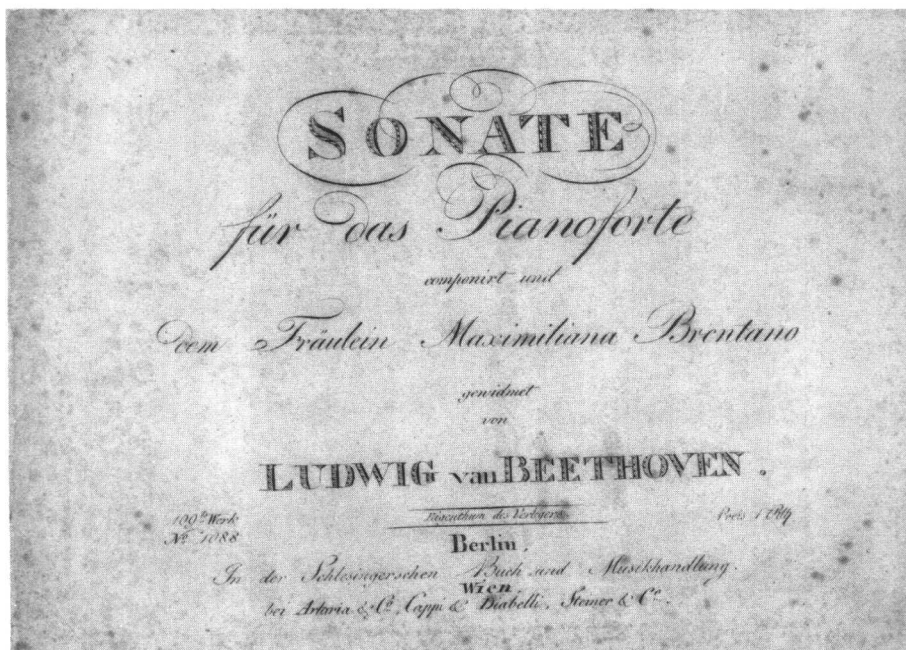 SONATE
für das Pianoforte
componirt und
dem Fräulein Maximiliana Brentano
gewidmet
von
LUDWIG van BEETHOVEN.
109tes Werk
Eigenthum des Verlegers
Preis 1
No. 1088
Berlin.
In der Schlesingerschen Buch und Musikhandlung.
Wien.
bei Artaria & Co. Cappi & Diabelli, Steiner & Co.